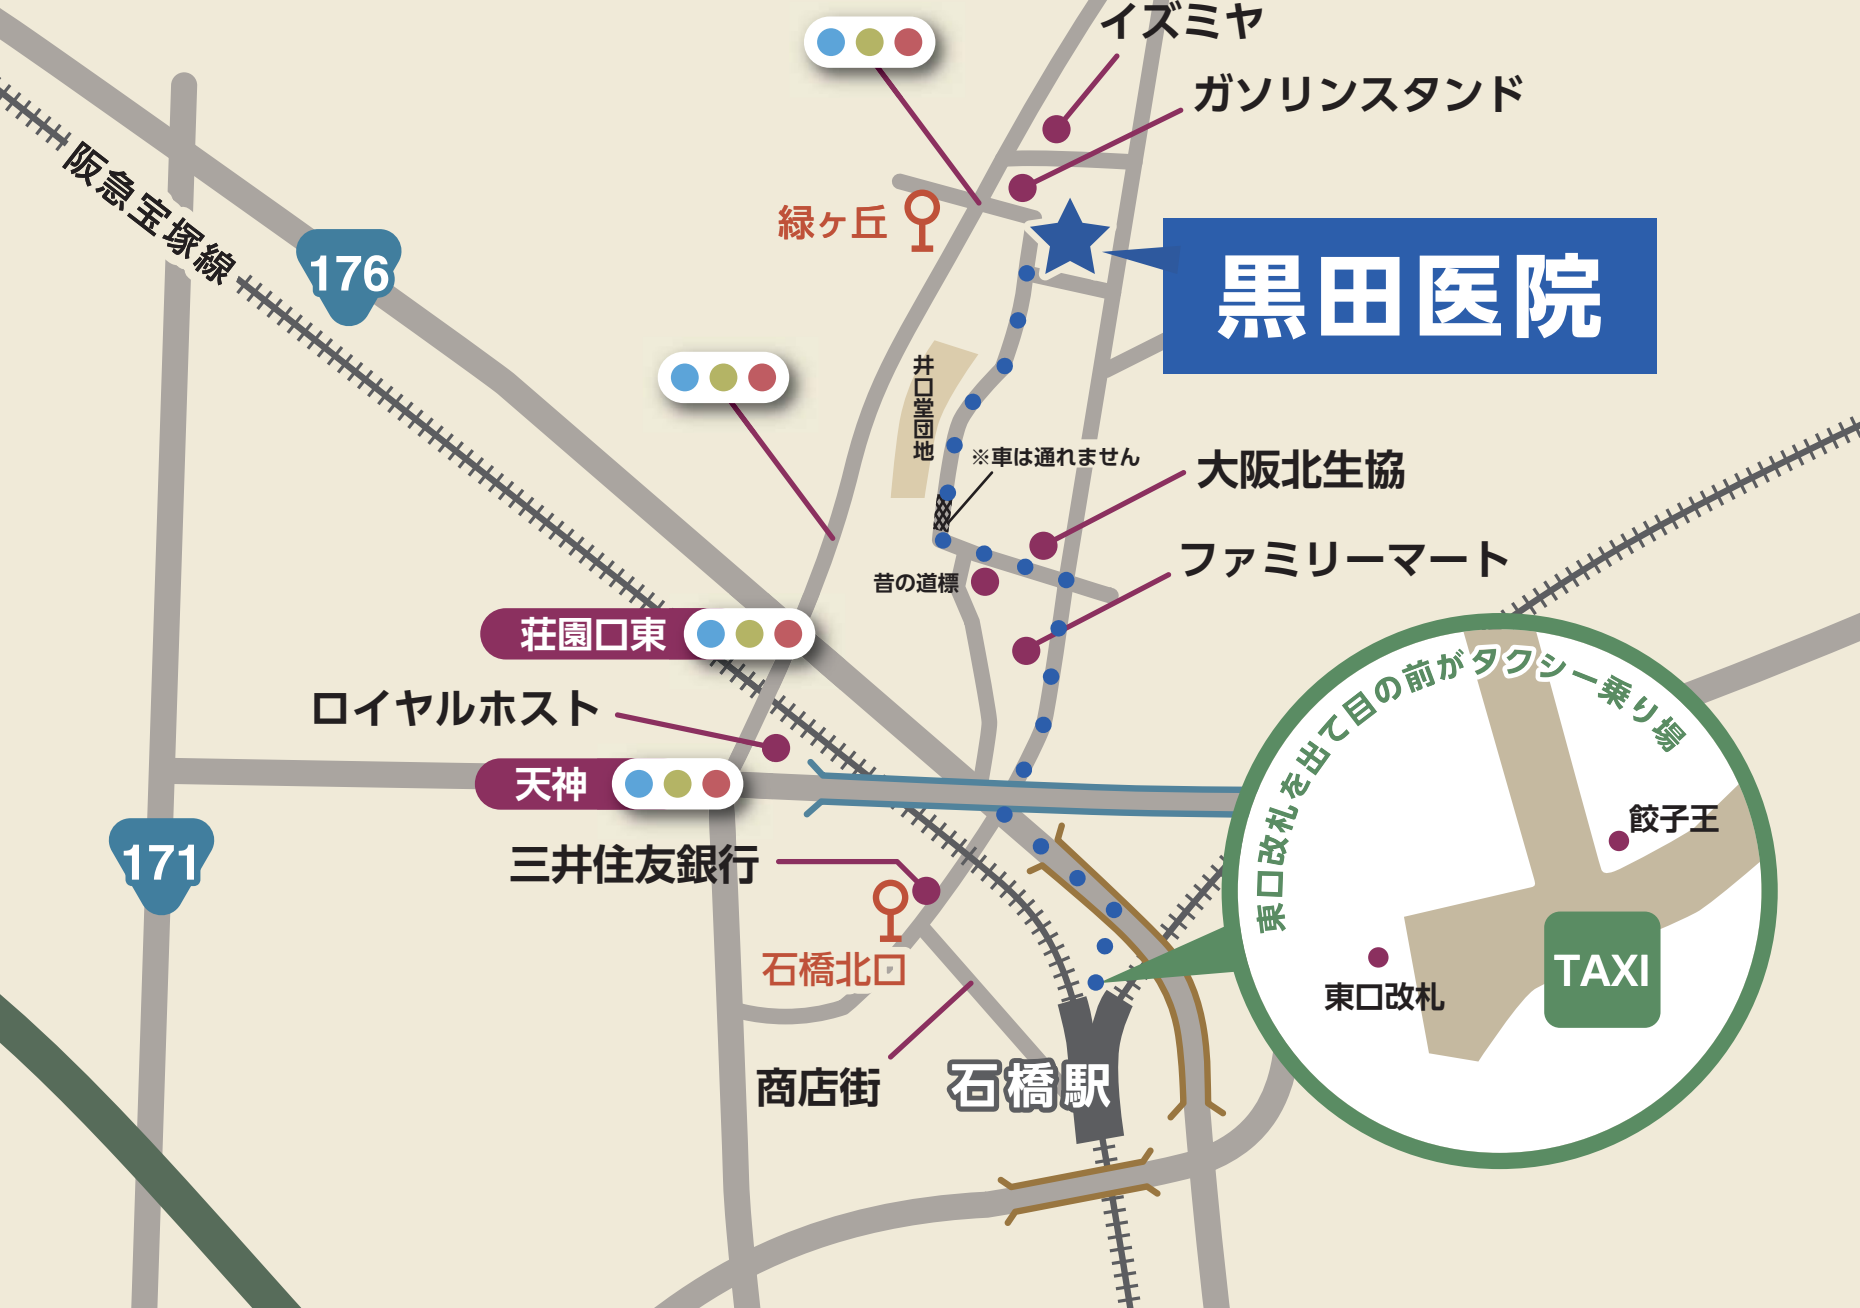 イズミヤ
ガソリンスタンド
阪急宝塚線
176
緑ヶ丘
黒田医院
井口堂団地
※車は通れません
大阪北生協
ファミリーマート
昔の道標
荘園口東
ロイヤルホスト
天神
171
三井住友銀行
石橋北口
商店街
石橋駅
東口改札を出て目の前がタクシー乗り場
餃子王
TAXI
東口改札